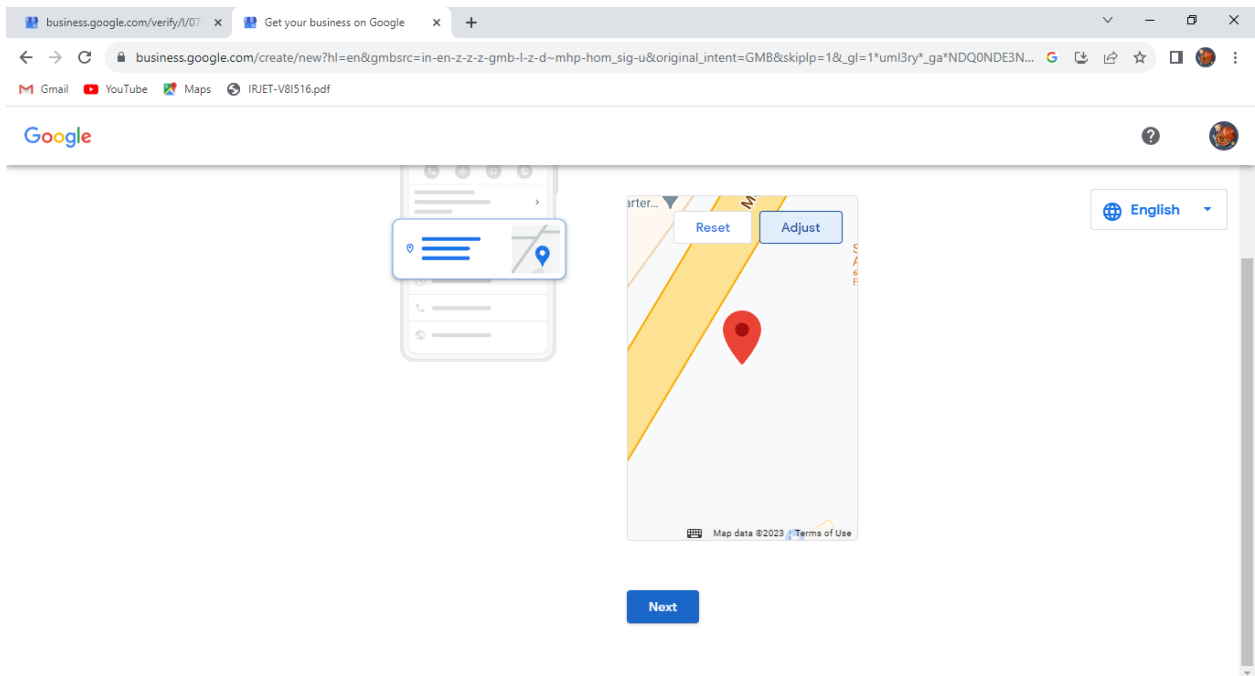 business.google.com/verify/l/07
Get your business on Google
business.google.com/create/new?hl=en&gmbsrc=in-en-z-z-z-gmb-l-z-d~mhp-hom_sig-u&original_intent=GMB&skiplp=1&_gl=1*uml3ry*_ga*NDQ0NDE3N...
Gmail YouTube Maps IRJET-V8I516.pdf
Google
English
arter...
M
Reset Adjust
S
A
6
F
Map data ©2023 Terms of Use
Next